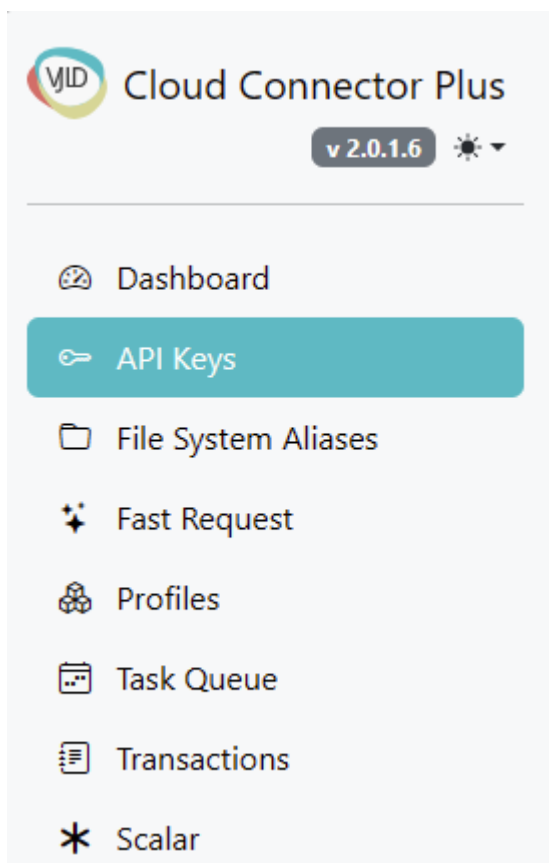 VJLD
Cloud Connector Plus
v 2.0.1.6
Dashboard
API Keys
File System Aliases
Fast Request
Profiles
Task Queue
Transactions
Scalar